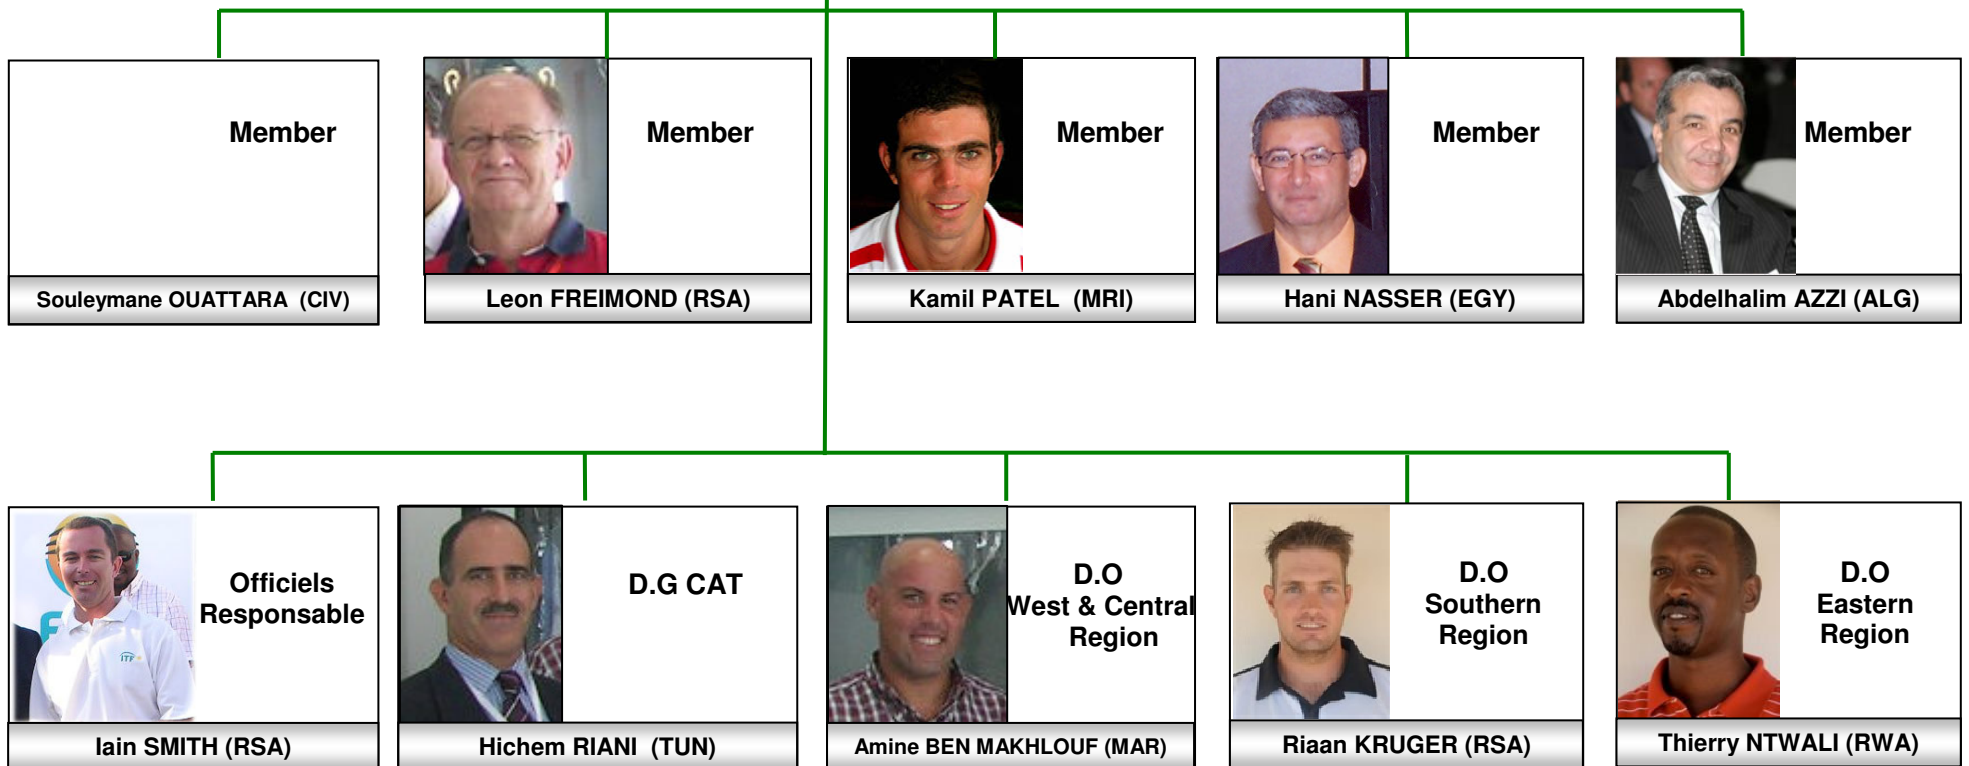 Member
Souleymane OUATTARA (CIV)
Member
Leon FREIMOND (RSA)
Member
Kamil PATEL (MRI)
Member
Hani NASSER (EGY)
Member
Abdelhalim AZZI (ALG)
Officiels
Responsable
ITF
Iain SMITH (RSA)
D.G CAT
Hichem RIANI (TUN)
D.O
West & Central
Region
Amine BEN MAKHLOUF (MAR)
D.O
Southern
Region
Riaan KRUGER (RSA)
D.O
Eastern
Region
Thierry NTWALI (RWA)